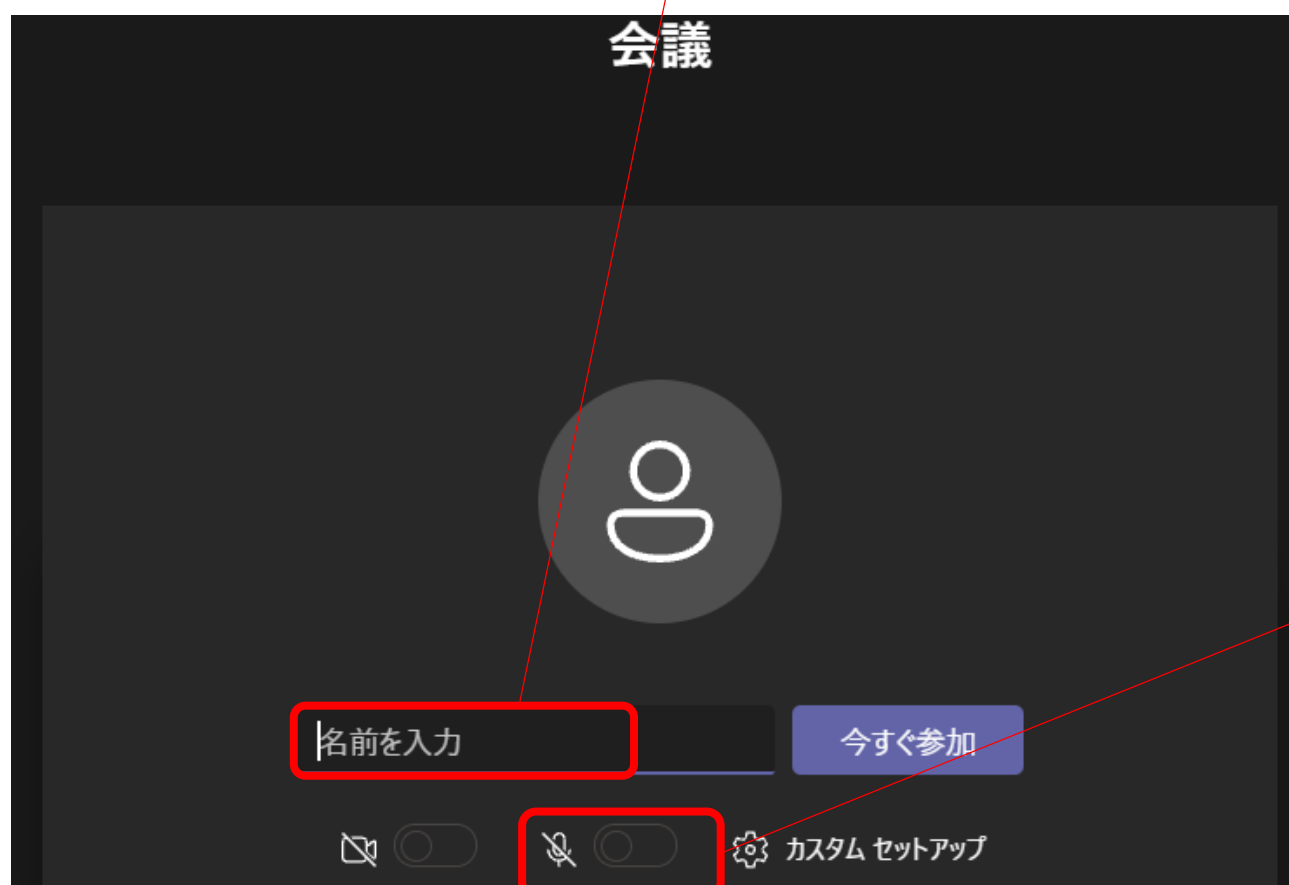 会議
名前を入力
今すぐ参加
カスタム セットアップ